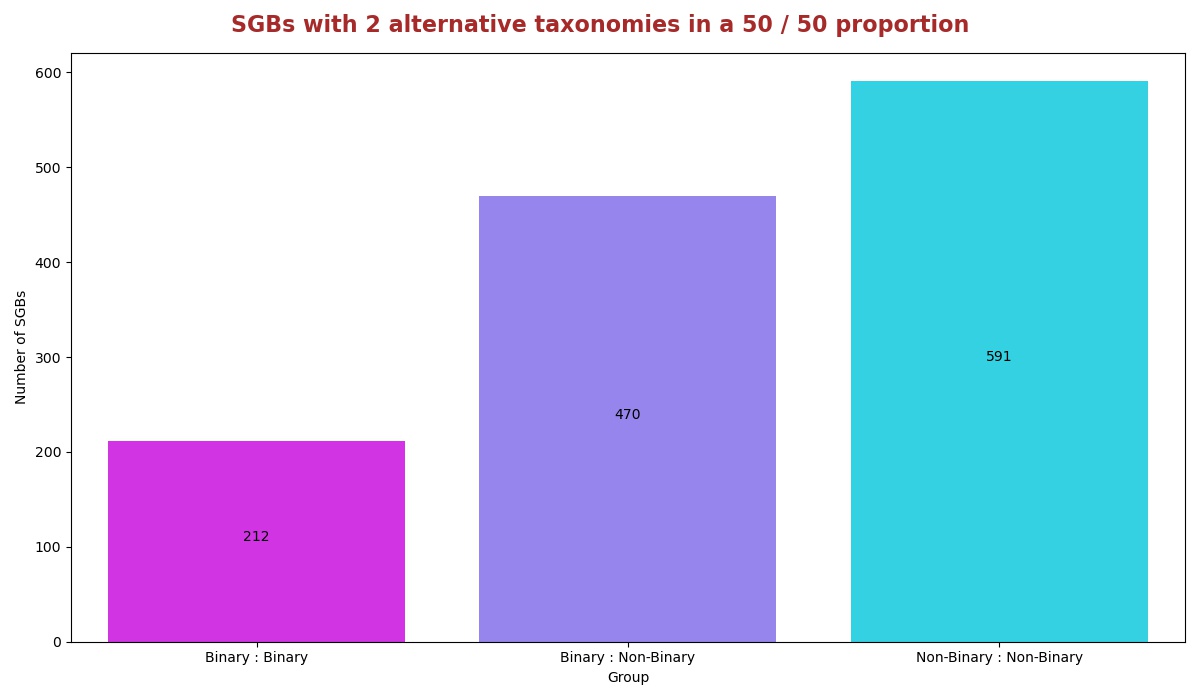 SGBs with 2 alternative taxonomies in a 50 / 50 proportion
600
500
400
300
200
100
0
Number of SGBs
212
470
591
Binary : Binary
Binary : Non-Binary
Non-Binary : Non-Binary
Group